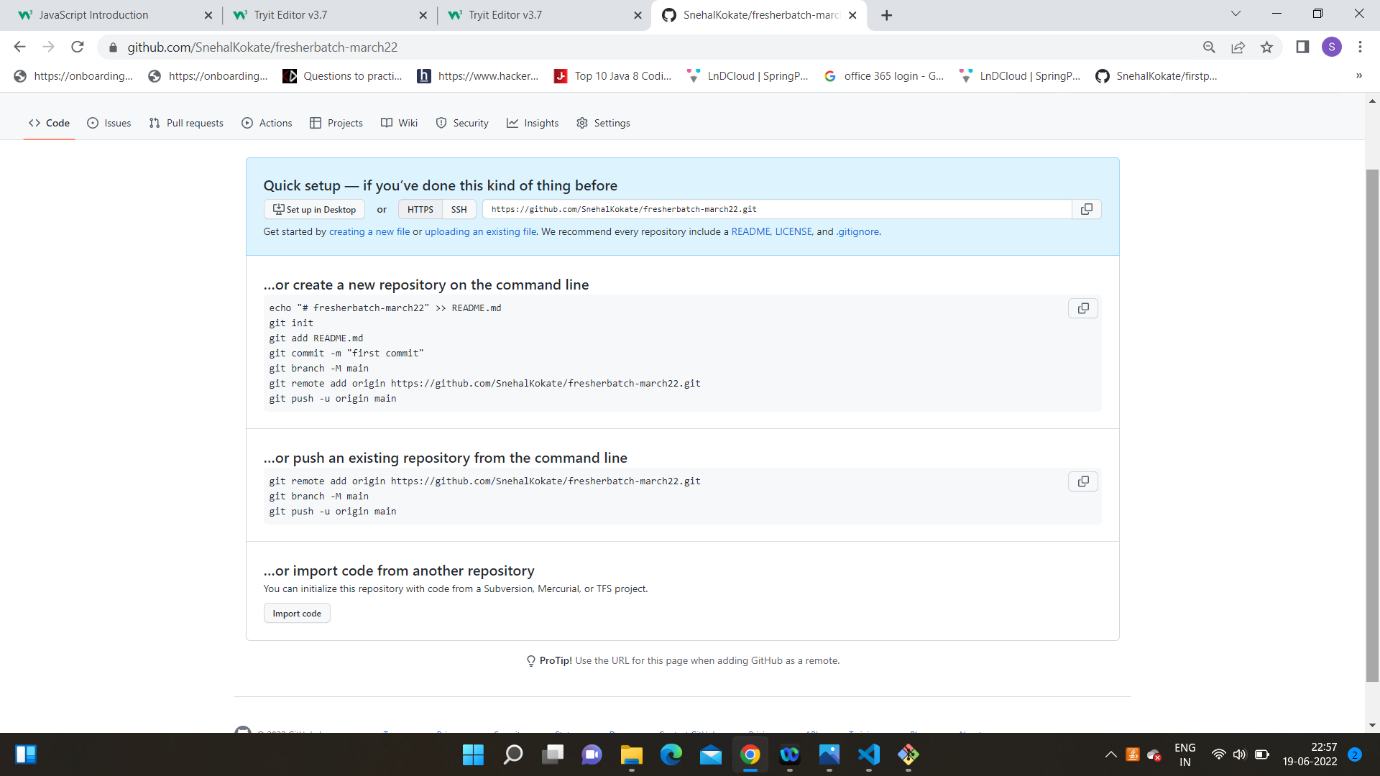 JavaScript Introduction
Tryit Editor v3.7
Tryit Editor v3.7
SnehalKokate/fresherbatch-marc
github.com/SnehalKokate/fresherbatch-march22
S
https://onboarding...
https://onboarding...
Questions to practi...
https://www.hacker...
Top 10 Java 8 Codi...
LnDCloud | SpringP...
office 365 login - G...
LnDCloud | SpringP...
SnehalKokate/firstp...
»
Code
Issues
Pull requests
Actions
Projects
Wiki
Security
Insights
Settings
Quick setup — if you’ve done this kind of thing before
Set up in Desktop or HTTPS SSH https://github.com/SnehalKokate/fresherbatch-march22.git
Get started by creating a new file or uploading an existing file. We recommend every repository include a README, LICENSE, and .gitignore.
…or create a new repository on the command line
echo "# fresherbatch-march22" >> README.md
git init
git add README.md
git commit -m "first commit"
git branch -M main
git remote add origin https://github.com/SnehalKokate/fresherbatch-march22.git
git push -u origin main
…or push an existing repository from the command line
git remote add origin https://github.com/SnehalKokate/fresherbatch-march22.git
git branch -M main
git push -u origin main
…or import code from another repository
You can initialize this repository with code from a Subversion, Mercurial, or TFS project.
Import code
ProTip! Use the URL for this page when adding GitHub as a remote.
ENG
IN
22:57
19-06-2022
2